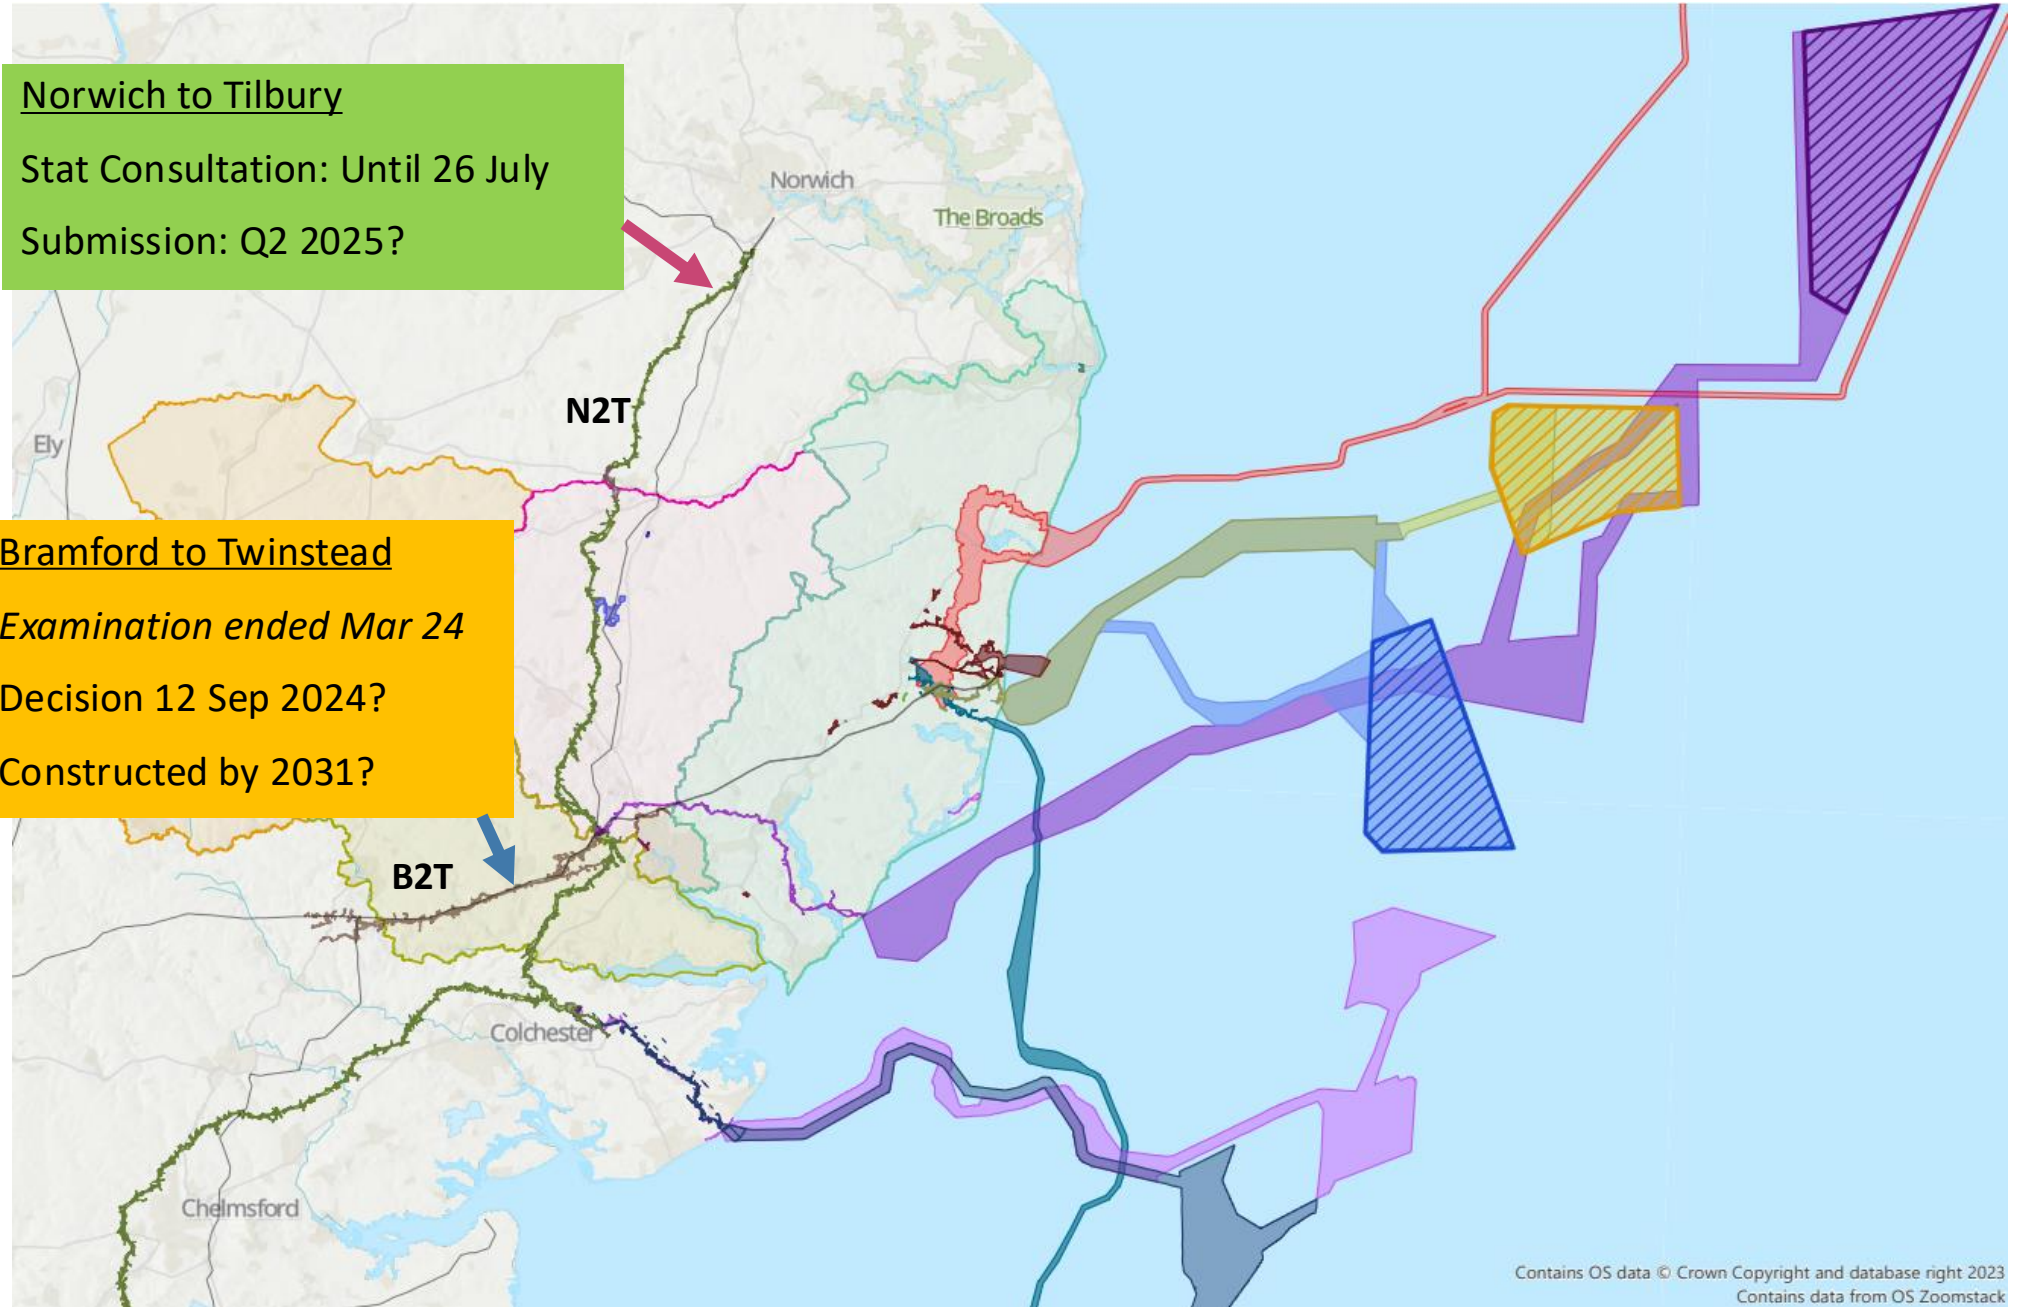 Norwich to Tilbury
Stat Consultation: Until 26 July
Submission: Q2 2025?
Norwich
The Broads
N2T
Ely
Bramford to Twinstead
Examination ended Mar 24
Decision 12 Sep 2024?
Constructed by 2031?
B2T
Colchester
Chelmsford
Contains OS data © Crown Copyright and database right 2023
Contains data from OS Zoomstack